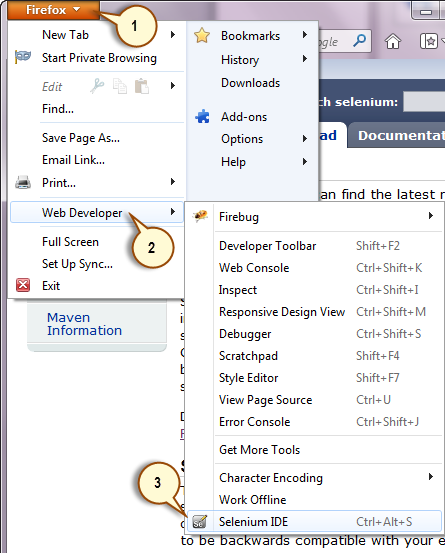 Firefox
1
New Tab
Start Private Browsing
Edit
Find...
Save Page As...
Email Link...
Print...
Web Developer
2
Full Screen
Set Up Sync...
Exit
Bookmarks
History
Downloads
Add-ons
Options
Help
ch selenium:
ad
Documentat
an find the latest r
Maven
Information
Firebug
Developer Toolbar Shift+F2
Web Console Ctrl+Shift+K
Inspect Ctrl+Shift+I
Responsive Design View Ctrl+Shift+M
Debugger Ctrl+Shift+S
Scratchpad Shift+F4
Style Editor Shift+F7
View Page Source Ctrl+U
Error Console Ctrl+Shift+J
Get More Tools
Character Encoding
Work Offline
3
Selenium IDE Ctrl+Alt+S
to be backwards compatible with your e